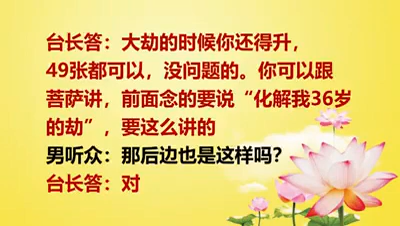 台长答：大劫的时候你还得升，
49张都可以，没问题的。你可以跟
菩萨讲，前面念的要说“化解我36岁
的劫”，要这么讲的
男听众：那后边也是这样吗？
台长答：对